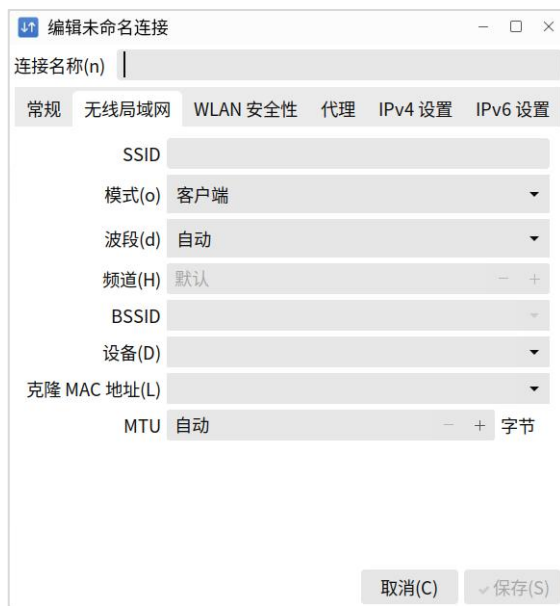 编辑未命名连接
连接名称(n)
常规 无线局域网 WLAN 安全性 代理 IPv4 设置 IPv6 设置
SSID
模式(o) 客户端
波段(d) 自动
频道(H) 默认
BSSID
设备(D)
克隆 MAC 地址(L)
MTU 自动 字节
取消(C) 保存(S)